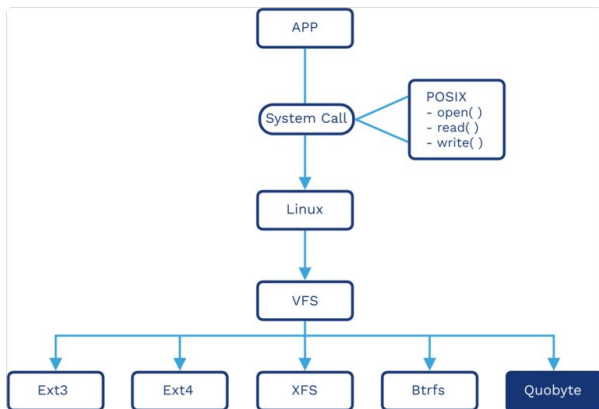 APP
System Call
POSIX
- open( )
- read( )
- write( )
Linux
VFS
Ext3
Ext4
XFS
Btrfs
Quobyte